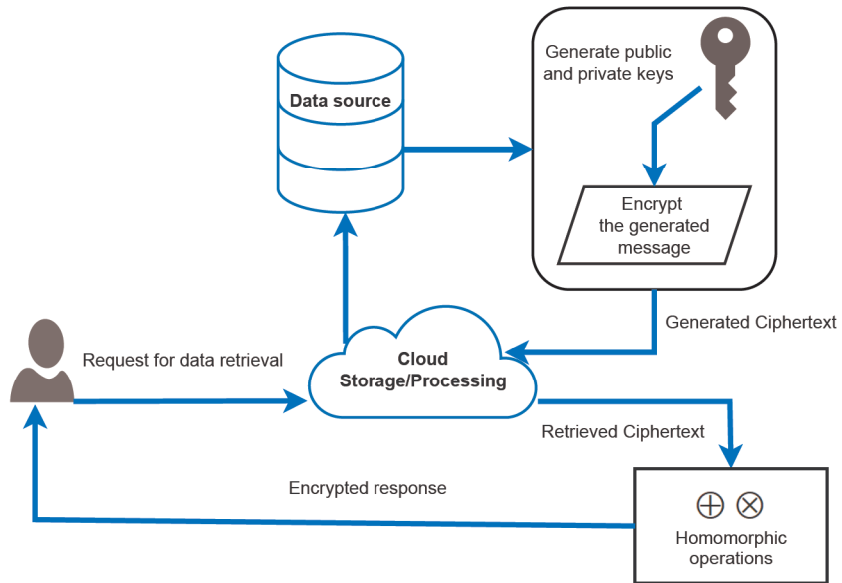 Generate public
and private keys
Data source
Encrypt
the generated
message
Generated Ciphertext
Request for data retrieval
Cloud
Storage/Processing
Retrieved Ciphertext
Encrypted response
Homomorphic
operations